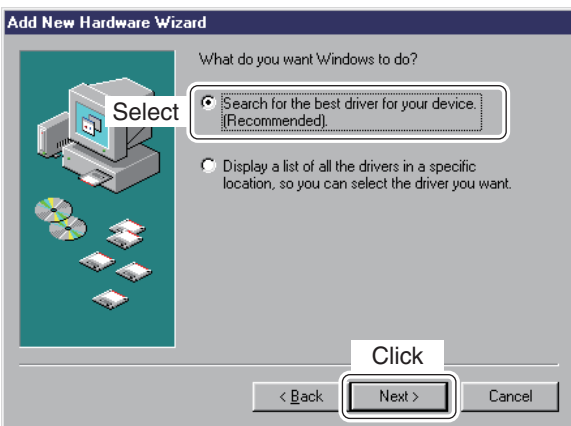 Add New Hardware Wizard
What do you want Windows to do?
Select
Search for the best driver for your device.
(Recommended).
Display a list of all the drivers in a specific
location, so you can select the driver you want.
Click
< Back
Next >
Cancel